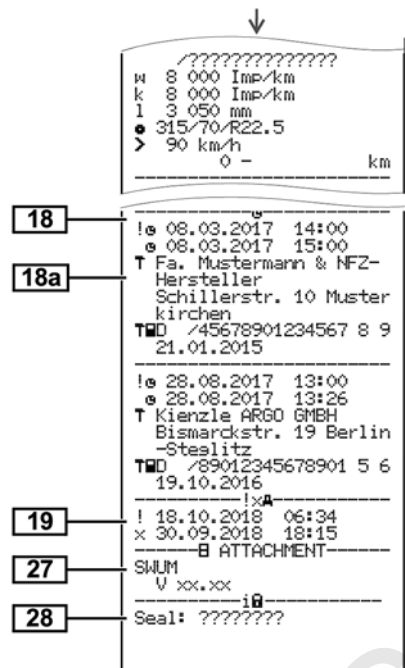 /??????????????
w 8 000 Imp/km
k 8 000 Imp/km
l 3 050 mm
● 315/70/R22.5
> 90 km/h
0 - km
18
! 08.03.2017 14:00
08.03.2017 15:00
18a
T Fa. Mustermann & NFZ-
Hersteller
Schillerstr. 10 Muster
kirchen
TD /45678901234567 8 9
21.01.2015
! 28.08.2017 13:00
28.08.2017 13:26
T Kienzle ARGO GMBH
Bismarckstr. 19 Berlin
-Steglitz
TD /89012345678901 5 6
19.10.2016
!x
19
! 18.10.2018 06:34
x 30.09.2018 18:15
ATTACHMENT
27
SWUM
V xx.xx
i
28
Seal: ????????